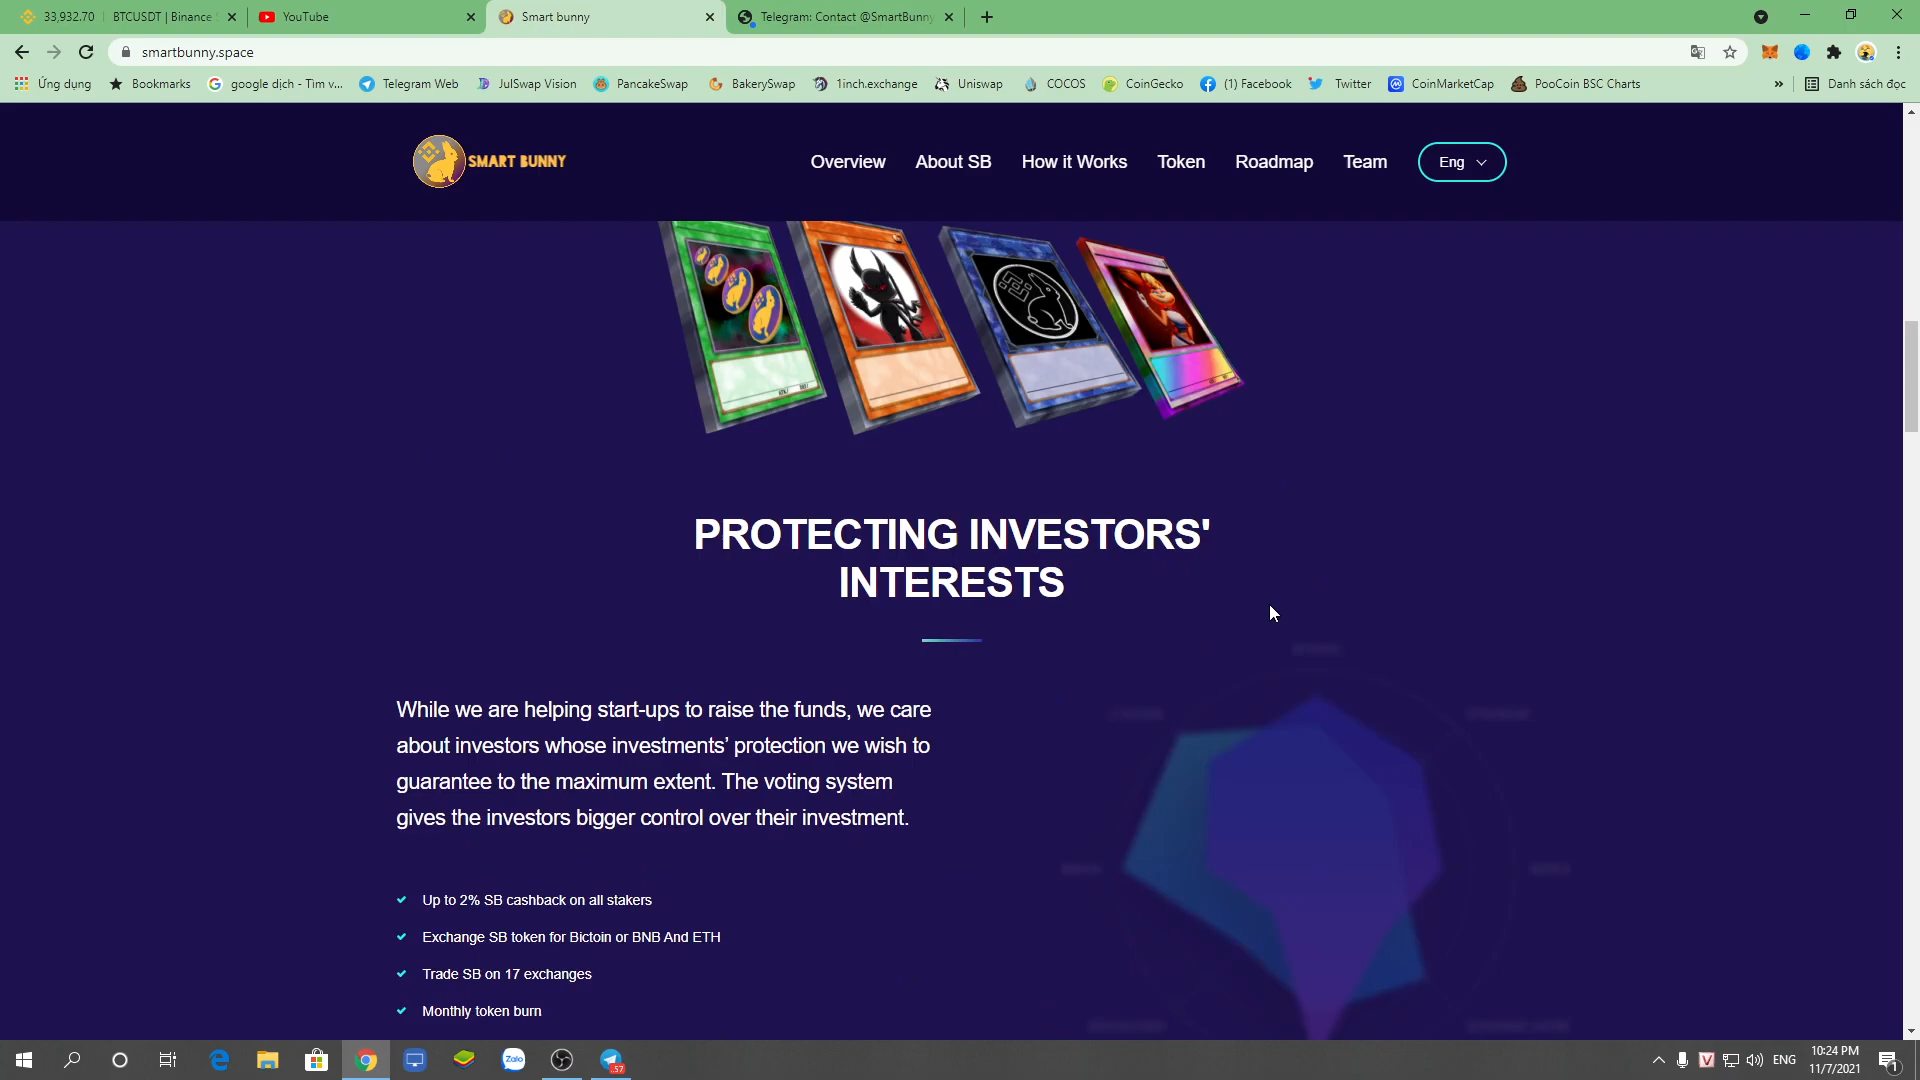 33,932.70 | BTCUSDT | Binance
YouTube
Smart bunny
Telegram: Contact @SmartBunny
smartbunny.space
Ứng dụng
Bookmarks
google dịch - Tìm v...
Telegram Web
JulSwap Vision
PancakeSwap
BakerySwap
1inch.exchange
Uniswap
COCOS
CoinGecko
(1) Facebook
Twitter
CoinMarketCap
PooCoin BSC Charts
»
Danh sách đọc
SMART BUNNY
Overview
About SB
How it Works
Token
Roadmap
Team
Eng
PROTECTING INVESTORS'
INTERESTS
While we are helping start-ups to raise the funds, we care
about investors whose investments’ protection we wish to
guarantee to the maximum extent. The voting system
gives the investors bigger control over their investment.
Up to 2% SB cashback on all stakers
Exchange SB token for Bictoin or BNB And ETH
Trade SB on 17 exchanges
Monthly token burn
Zalo
57
V
ENG
10:24 PM
11/7/2021
1